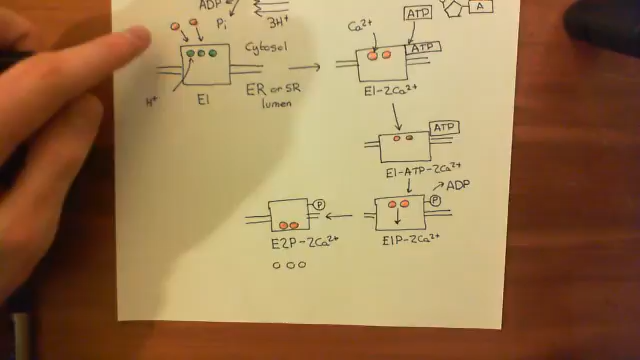 ADP
Pi
3H+
A
Cytosol
ER or SR
lumen
H+
E1
Ca2+
ATP
ATP
E1-2Ca2+
ATP
E1-ATP-2Ca2+
ADP
P
E1P-2Ca2+
P
E2P-2Ca2+